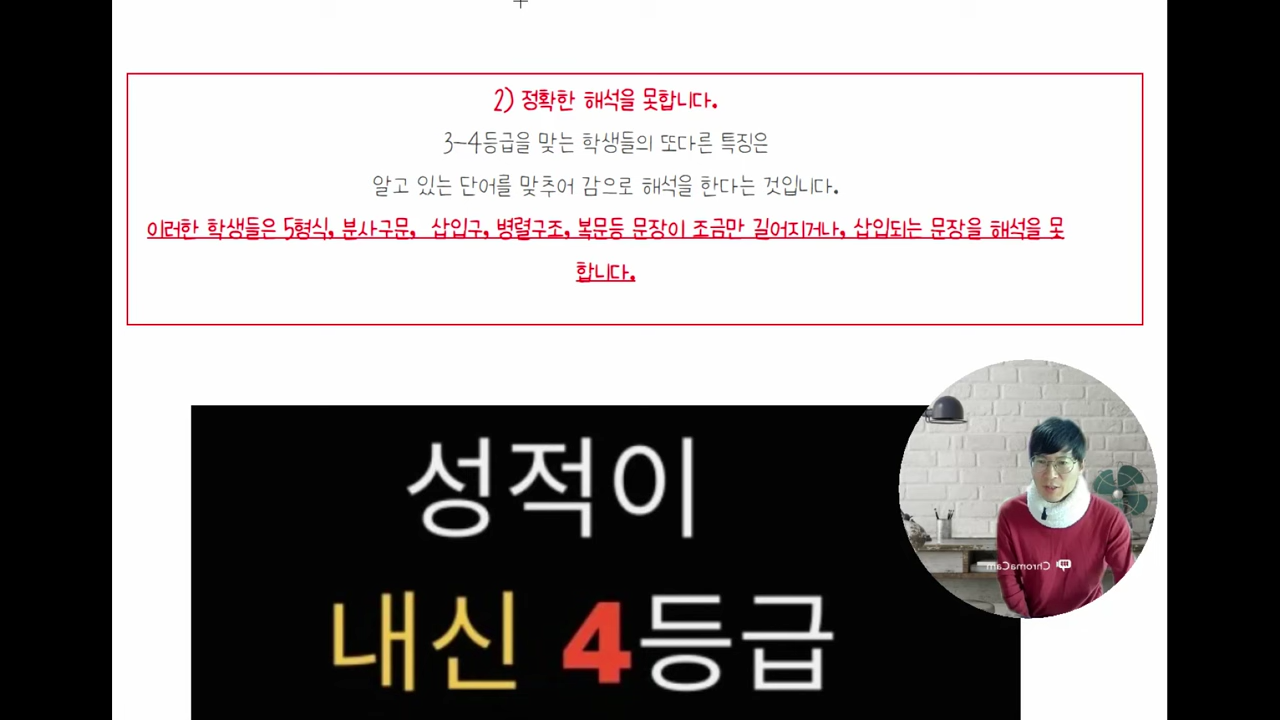 2) 정확한 해석을 못합니다.
3-4등급을 맞는 학생들의 또다른 특징은
알고 있는 단어를 맞추어 감으로 해석을 한다는 것입니다.
이러한 학생들은 5형식, 분사구문, 삽입구, 병렬구조, 복문등 문장이 조금만 길어지거나, 삽입되는 문장을 해석을 못
합니다.
성적이
내신 4등급
ChromaCam